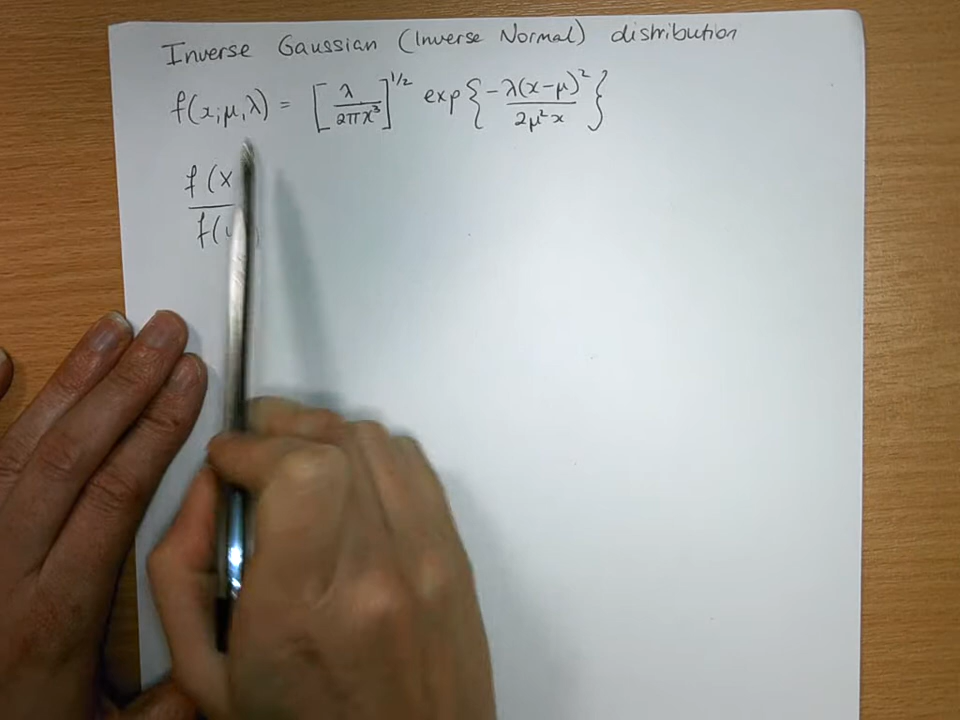 Inverse Gaussian (Inverse Normal) distribution
f(x;μ,λ) = [λ/2πx³]^1/2 exp{-λ(x-μ)²/2μ²x}
f(x
f(